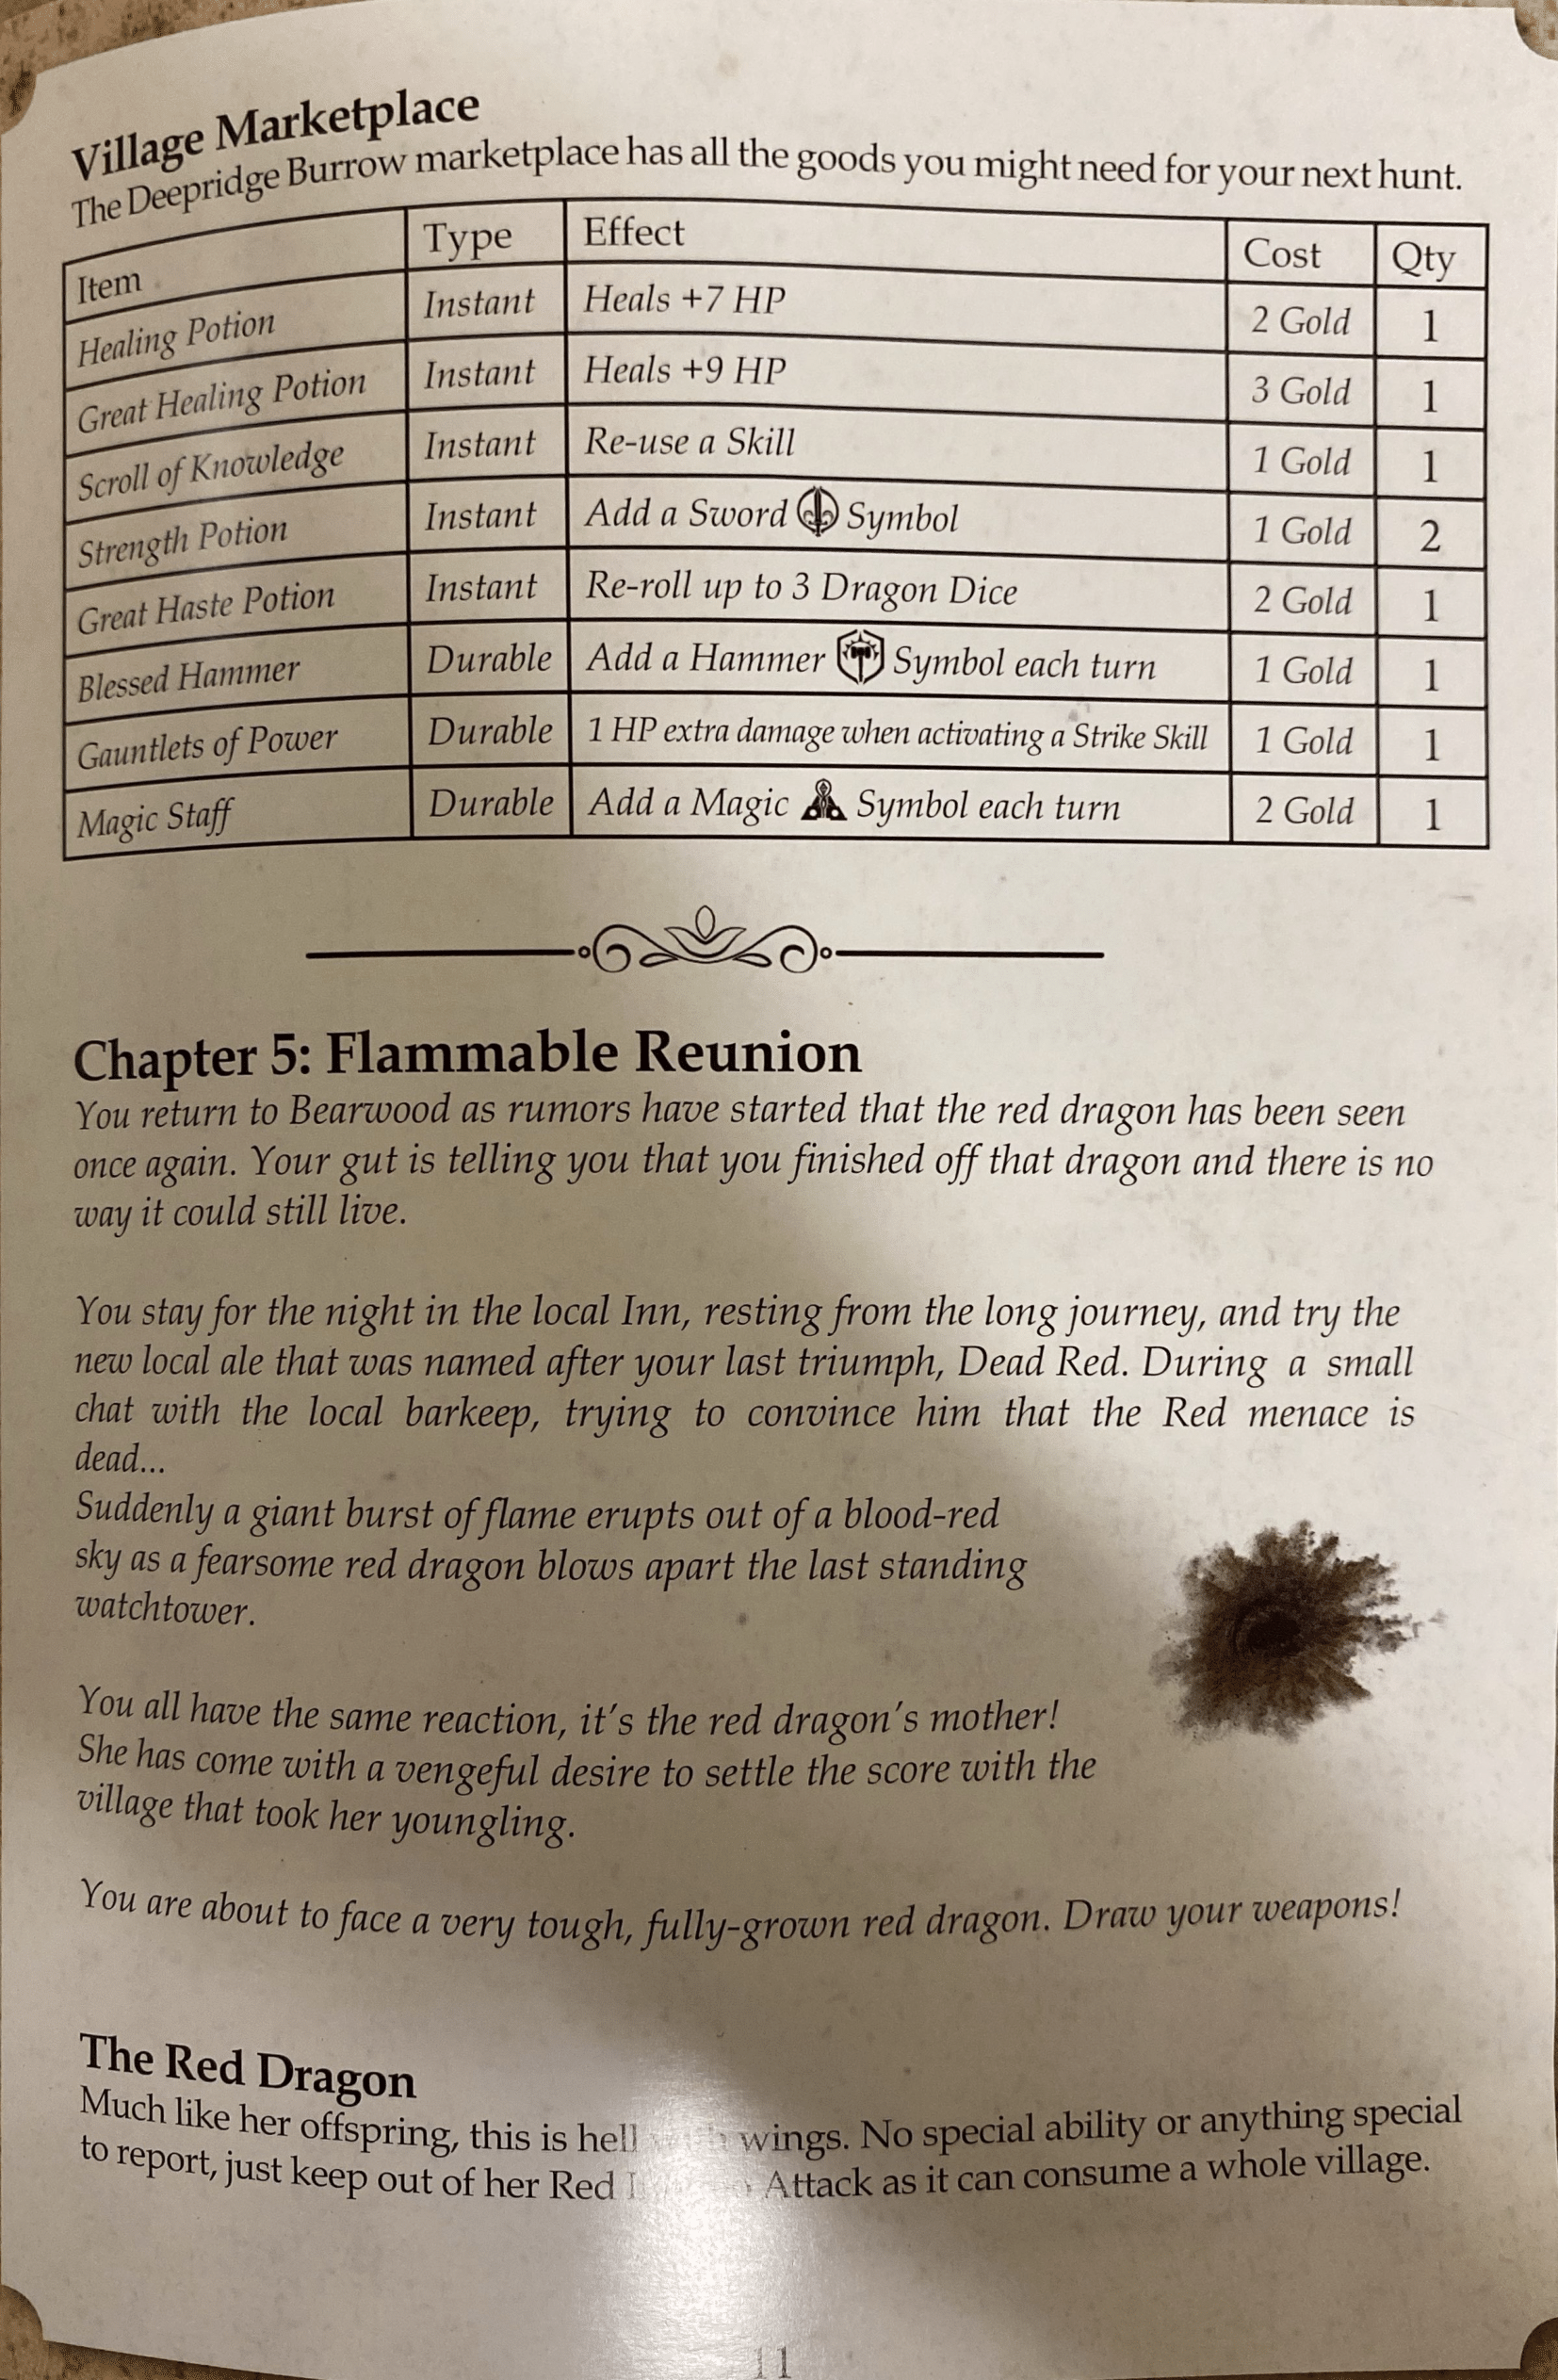 Village Marketplace
The Deepridge Burrow marketplace has all the goods you might need for your next hunt.
Item Type Effect Cost Qty
Healing Potion Instant Heals +7 HP 2 Gold 1
Great Healing Potion Instant Heals +9 HP 3 Gold 1
Scroll of Knowledge Instant Re-use a Skill 1 Gold 1
Strength Potion Instant Add a Sword Symbol 1 Gold 2
Great Haste Potion Instant Re-roll up to 3 Dragon Dice 2 Gold 1
Blessed Hammer Durable Add a Hammer Symbol each turn 1 Gold 1
Gauntlets of Power Durable 1 HP extra damage when activating a Strike Skill 1 Gold 1
Magic Staff Durable Add a Magic Symbol each turn 2 Gold 1
Chapter 5: Flammable Reunion
You return to Bearwood as rumors have started that the red dragon has been seen
once again. Your gut is telling you that you finished off that dragon and there is no
way it could still live.
You stay for the night in the local Inn, resting from the long journey, and try the
new local ale that was named after your last triumph, Dead Red. During a small
chat with the local barkeep, trying to convince him that the Red menace is
dead...
Suddenly a giant burst of flame erupts out of a blood-red
sky as a fearsome red dragon blows apart the last standing
watchtower.
You all have the same reaction, it's the red dragon's mother!
She has come with a vengeful desire to settle the score with the
village that took her youngling.
You are about to face a very tough, fully-grown red dragon. Draw your weapons!
The Red Dragon
Much like her offspring, this is hell wings. No special ability or anything special
to report, just keep out of her Red Attack as it can consume a whole village.
11